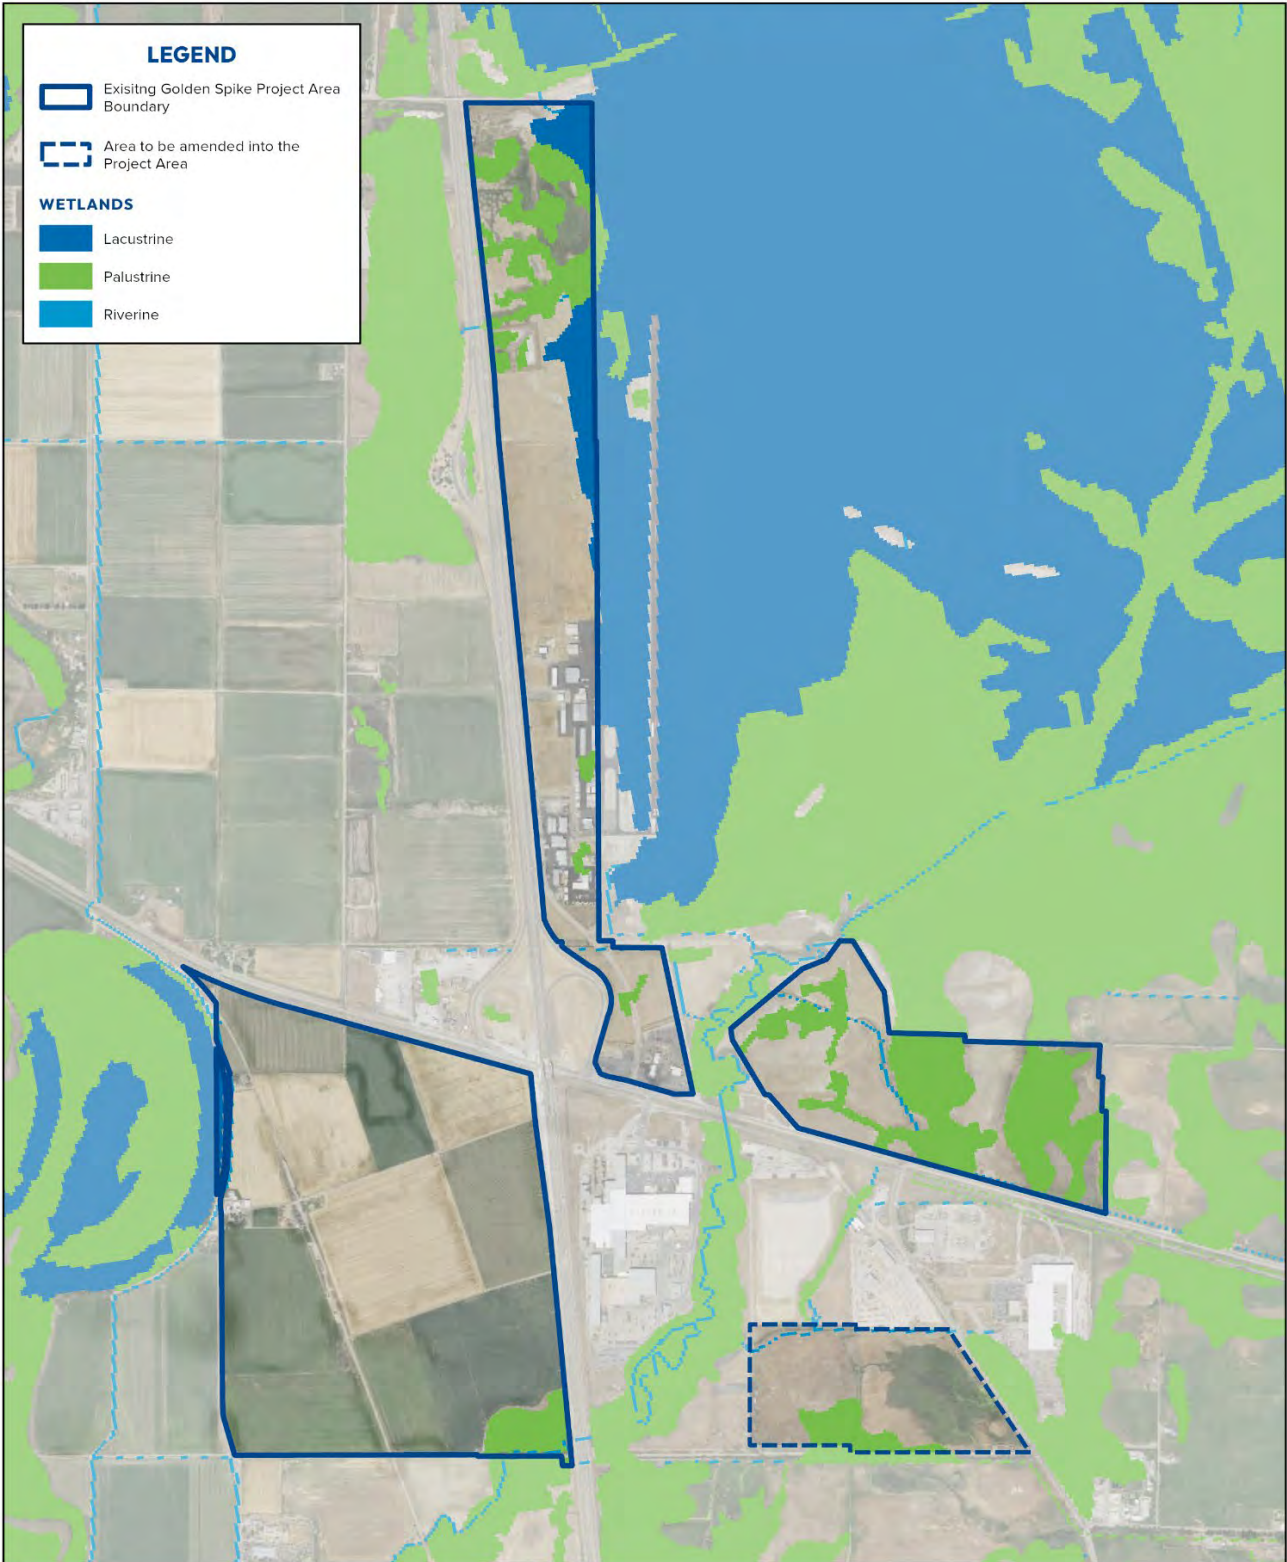 LEGEND
Exisitng Golden Spike Project Area
Boundary
Area to be amended into the
Project Area
WETLANDS
Lacustrine
Palustrine
Riverine